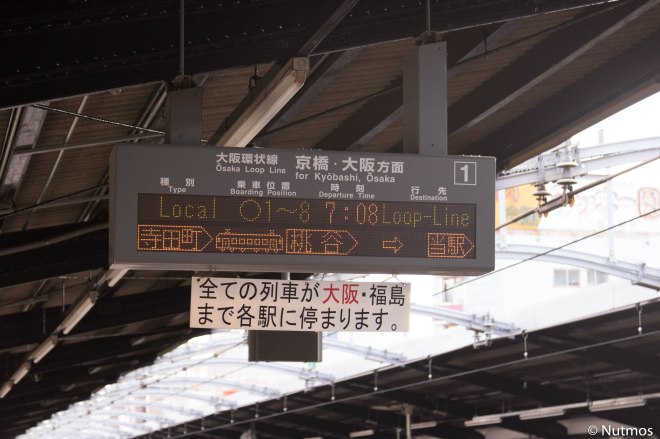 大阪環状線 京橋・大阪方面 1
Ōsaka Loop Line for Kyōbashi, Ōsaka
種別 乗車位置 時刻 行先
Type Boarding Position Departure Time Destination
Local ○1～8 7:08 Loop-Line
寺田町 桃谷 ⇨ 当駅
全ての列車が大阪・福島
まで各駅に停まります。
© Nutmos